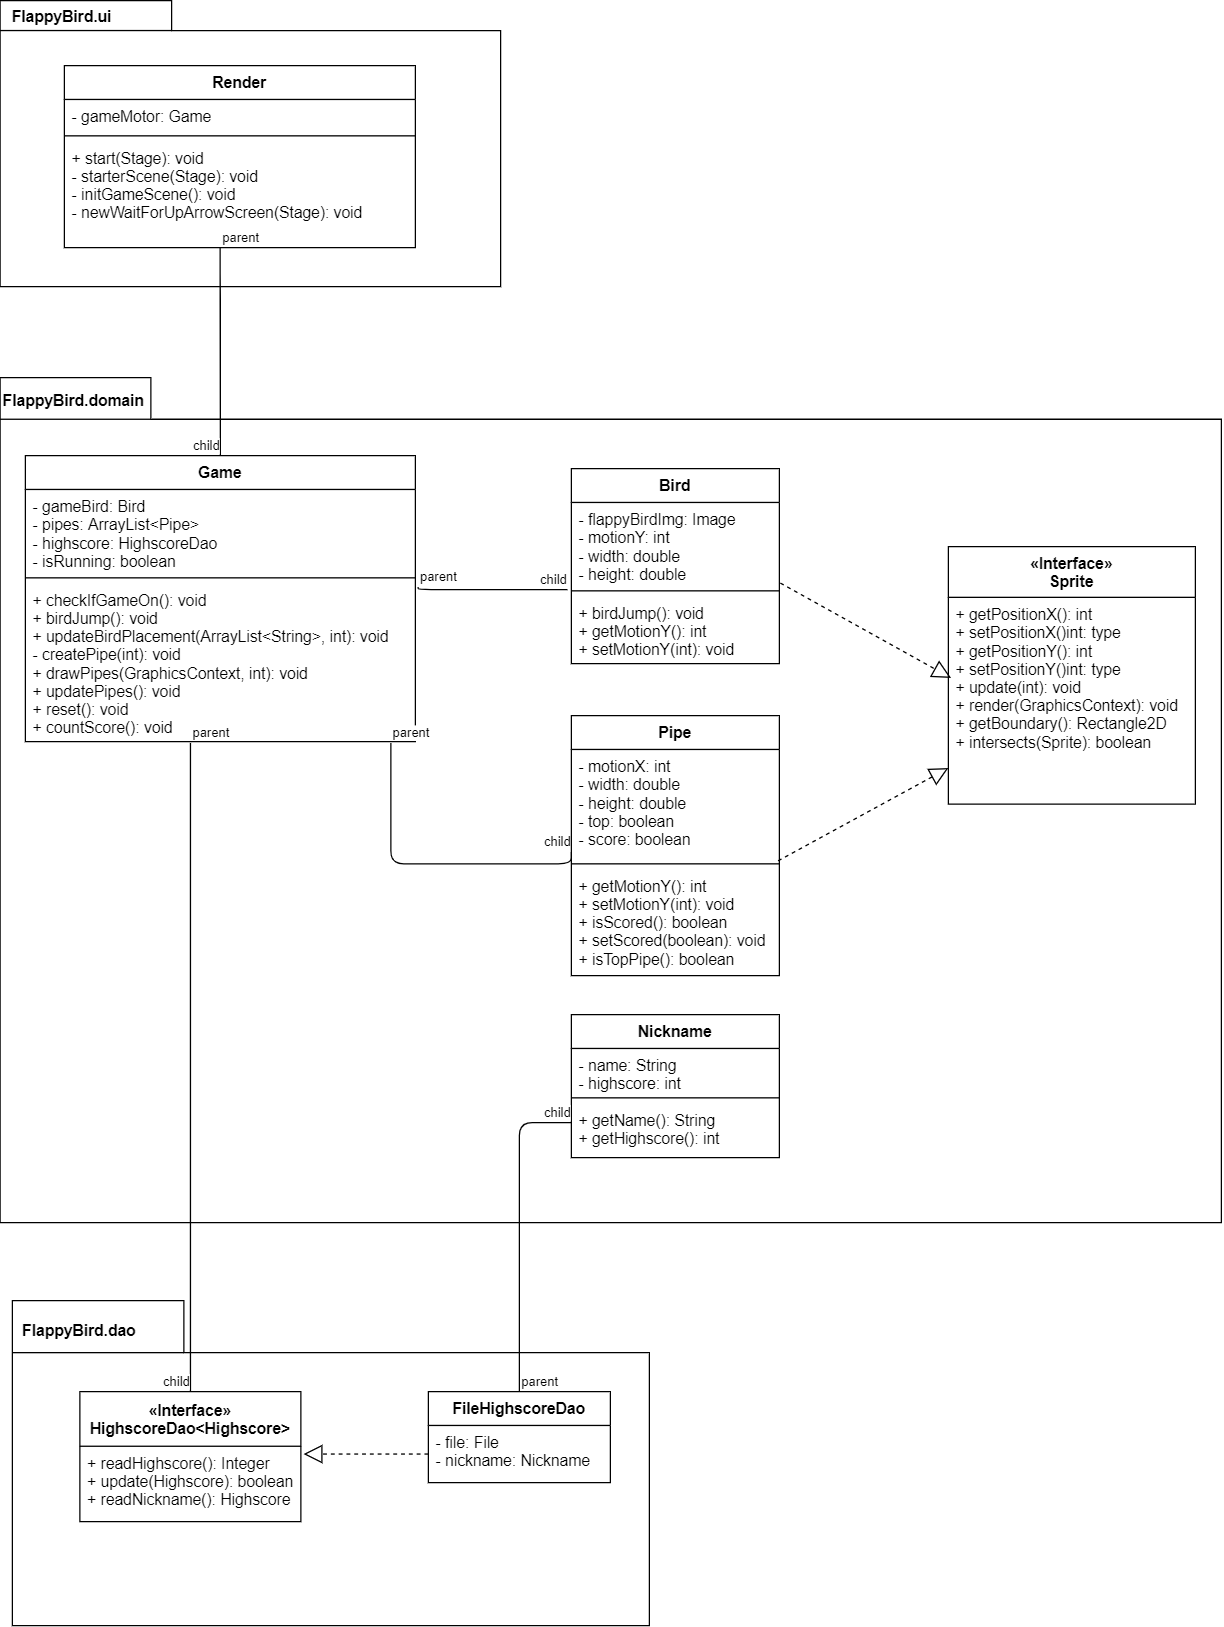 FlappyBird.ui
Render
- gameMotor: Game
+ start(Stage): void
- starterScene(Stage): void
- initGameScene(): void
- newWaitForUpArrowScreen(Stage): void
parent
FlappyBird.domain
child
Game
- gameBird: Bird
- pipes: ArrayList<Pipe>
- highscore: HighscoreDao
- isRunning: boolean
+ checkIfGameOn(): void
+ birdJump(): void
+ updateBirdPlacement(ArrayList<String>, int): void
- createPipe(int): void
+ drawPipes(GraphicsContext, int): void
+ updatePipes(): void
+ reset(): void
+ countScore(): void
parent
parent
parent
child
Bird
- flappyBirdImg: Image
- motionY: int
- width: double
- height: double
+ birdJump(): void
+ getMotionY(): int
+ setMotionY(int): void
«Interface»
Sprite
+ getPositionX(): int
+ setPositionX()int: type
+ getPositionY(): int
+ setPositionY()int: type
+ update(int): void
+ render(GraphicsContext): void
+ getBoundary(): Rectangle2D
+ intersects(Sprite): boolean
Pipe
- motionX: int
- width: double
- height: double
- top: boolean
- score: boolean
child
+ getMotionY(): int
+ setMotionY(int): void
+ isScored(): boolean
+ setScored(boolean): void
+ isTopPipe(): boolean
Nickname
- name: String
- highscore: int
child
+ getName(): String
+ getHighscore(): int
FlappyBird.dao
child
«Interface»
HighscoreDao<Highscore>
+ readHighscore(): Integer
+ update(Highscore): boolean
+ readNickname(): Highscore
parent
FileHighscoreDao
- file: File
- nickname: Nickname